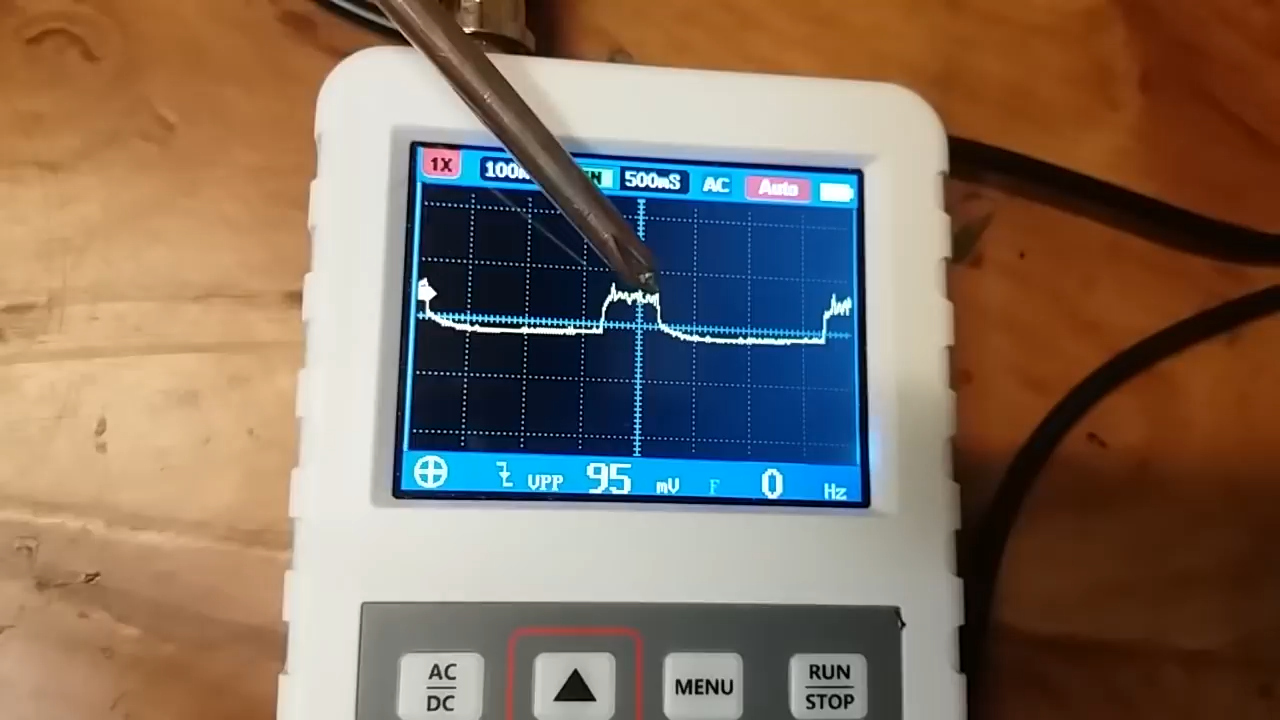 1X 500mS AC Auto
VPP 95 mV F 0 Hz
AC
DC
MENU
RUN
STOP